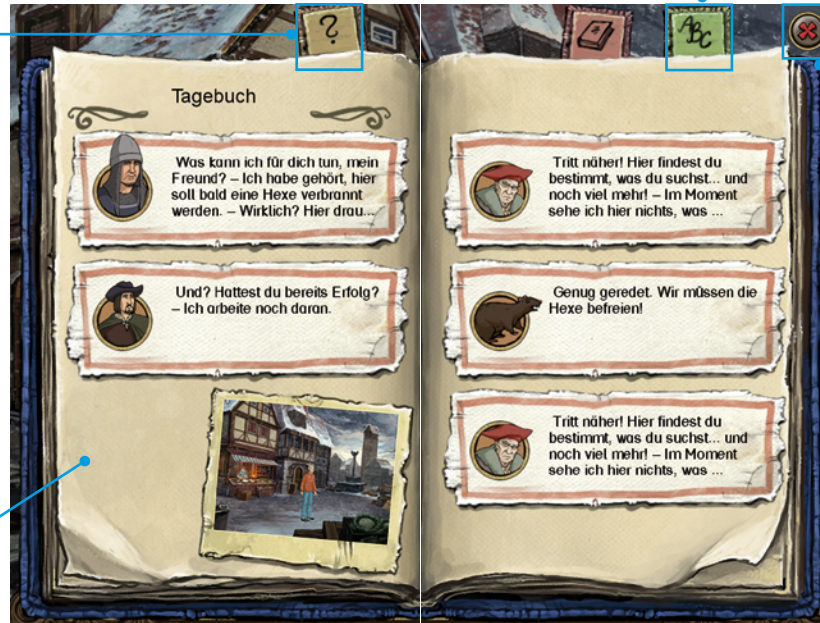 ?
ABC
Tagebuch
Was kann ich für dich tun, mein
Freund? – Ich habe gehört, hier
soll bald eine Hexe verbrannt
werden. – Wirklich? Hier drau...
Und? Hattest du bereits Erfolg?
– Ich arbeite noch daran.
Tritt näher! Hier findest du
bestimmt, was du suchst... und
noch viel mehr! – Im Moment
sehe ich hier nichts, was ...
Genug geredet. Wir müssen die
Hexe befreien!
Tritt näher! Hier findest du
bestimmt, was du suchst... und
noch viel mehr! – Im Moment
sehe ich hier nichts, was ...